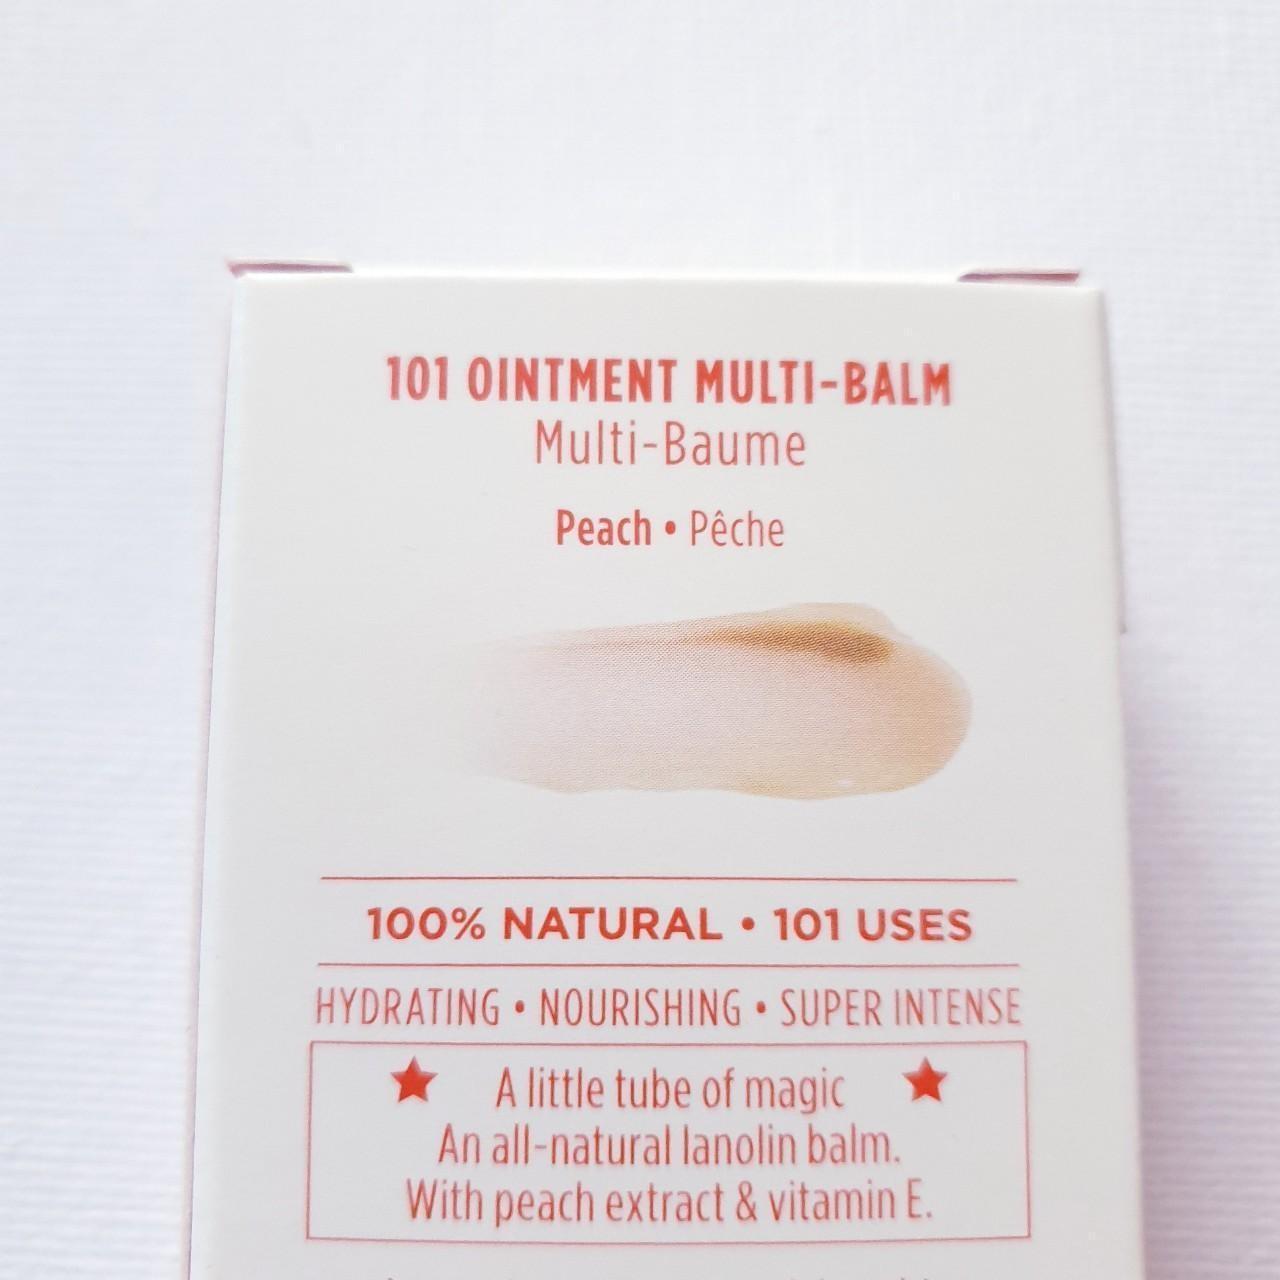 101 OINTMENT MULTI-BALM
Multi-Baume
Peach • Pêche
100% NATURAL • 101 USES
HYDRATING • NOURISHING • SUPER INTENSE
A little tube of magic
An all-natural lanolin balm.
With peach extract & vitamin E.